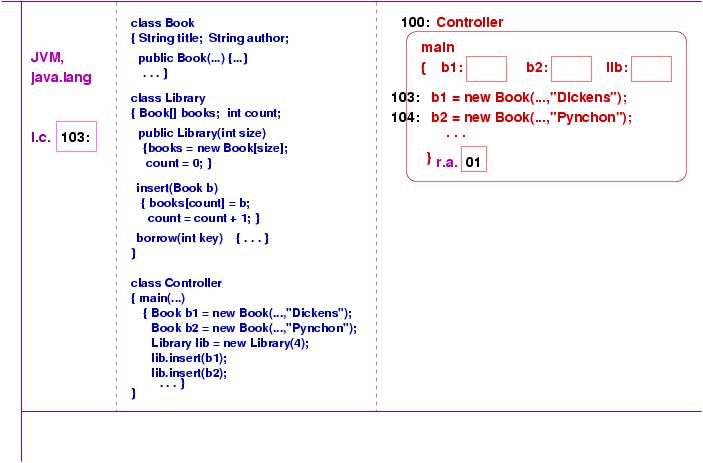 JVM,
java.lang
I.c. 103:
class Book
{ String title; String author;
public Book(...) {...}
. . . }
class Library
{ Book[] books; int count;
public Library(int size)
{books = new Book[size];
count = 0; }
insert(Book b)
{ books[count] = b;
count = count + 1; }
borrow(int key) { . . . }
}
class Controller
{ main(...)
{ Book b1 = new Book(...,"Dickens");
Book b2 = new Book(...,"Pynchon");
Library lib = new Library(4);
lib.insert(b1);
lib.insert(b2);
. . . }
}
100: Controller
main
{ b1: b2: lib:
103: b1 = new Book(...,"Dickens");
104: b2 = new Book(...,"Pynchon");
. . .
} r.a. 01